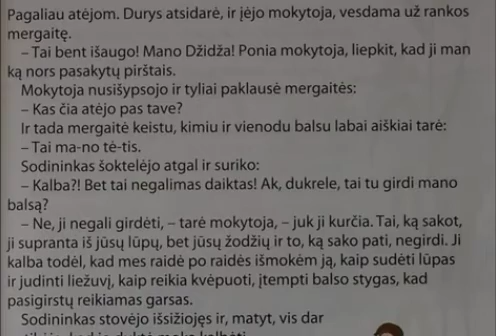 Pagaliau atėjom. Durys atsidarė, ir įėjo mokytoja, vesdama už rankos
mergaitę.
– Tai bent išaugo! Mano Džidža! Ponia mokytoja, liepkit, kad ji man
ką nors pasakytų pirštais.
Mokytoja nusišypsojo ir tyliai paklausė mergaitės:
– Kas čia atėjo pas tave?
Ir tada mergaitė keistu, kimiu ir vienodu balsu labai aiškiai tarė:
– Tai ma-no tė-tis.
Sodininkas šoktelėjo atgal ir suriko:
– Kalba?! Bet tai negalimas daiktas! Ak, dukrele, tai tu girdi mano
balsą?
– Ne, ji negali girdėti, – tarė mokytoja, – juk ji kurčia. Tai, ką sakot,
ji supranta iš jūsų lūpų, bet jūsų žodžių ir to, ką sako pati, negirdi. Ji
kalba todėl, kad mes raidė po raidės išmokėm ją, kaip sudėti lūpas
ir judinti liežuvį, kaip reikia kvėpuoti, įtempti balso stygas, kad
pasigirstų reikiamas garsas.
Sodininkas stovėjo išsižiojęs ir, matyt, vis dar